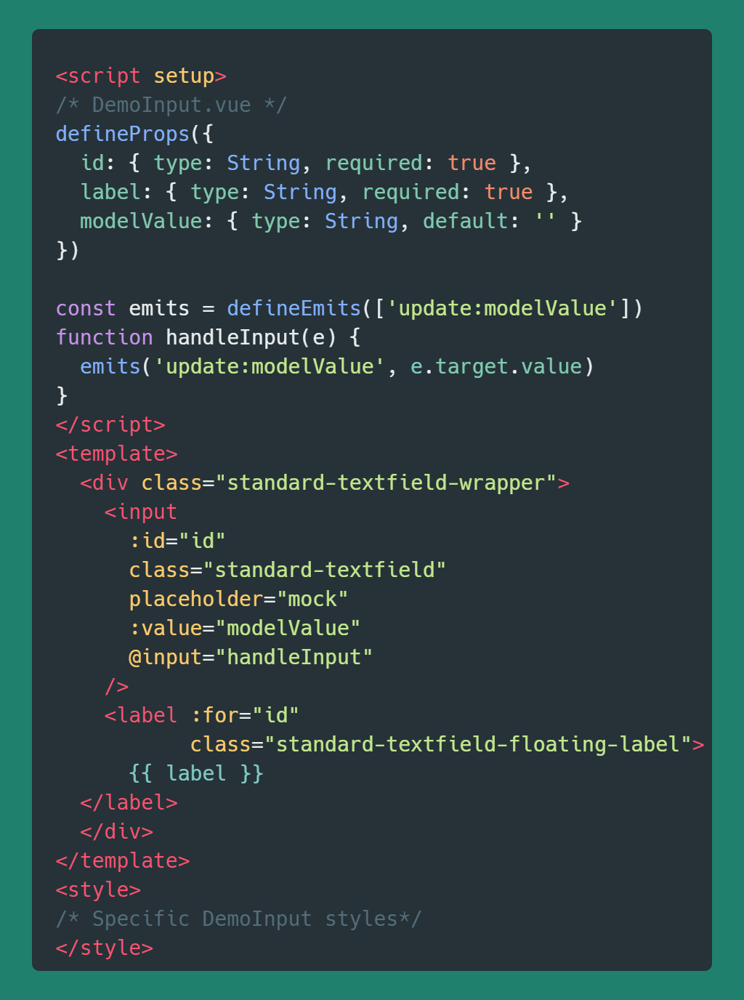 <script setup>
/* DemoInput.vue */
defineProps({
  id: { type: String, required: true },
  label: { type: String, required: true },
  modelValue: { type: String, default: '' }
})

const emits = defineEmits(['update:modelValue'])
function handleInput(e) {
  emits('update:modelValue', e.target.value)
}
</script>
<template>
  <div class="standard-textfield-wrapper">
    <input
      :id="id"
      class="standard-textfield"
      placeholder="mock"
      :value="modelValue"
      @input="handleInput"
    />
    <label :for="id"
           class="standard-textfield-floating-label">
      {{ label }}
  </label>
  </div>
</template>
<style>
/* Specific DemoInput styles*/
</style>